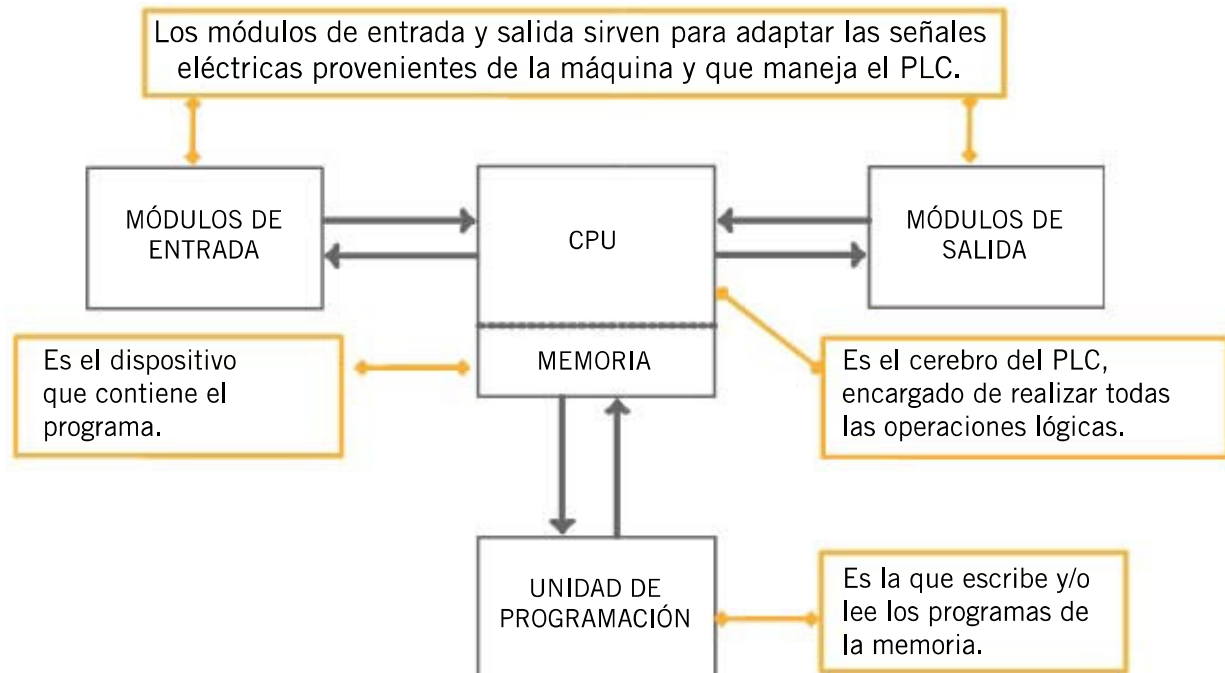 Los módulos de entrada y salida sirven para adaptar las señales
eléctricas provenientes de la máquina y que maneja el PLC.
MÓDULOS DE
ENTRADA
CPU
MÓDULOS DE
SALIDA
Es el dispositivo
que contiene el
programa.
MEMORIA
Es el cerebro del PLC,
encargado de realizar todas
las operaciones lógicas.
UNIDAD DE
PROGRAMACIÓN
Es la que escribe y/o
lee los programas de
la memoria.